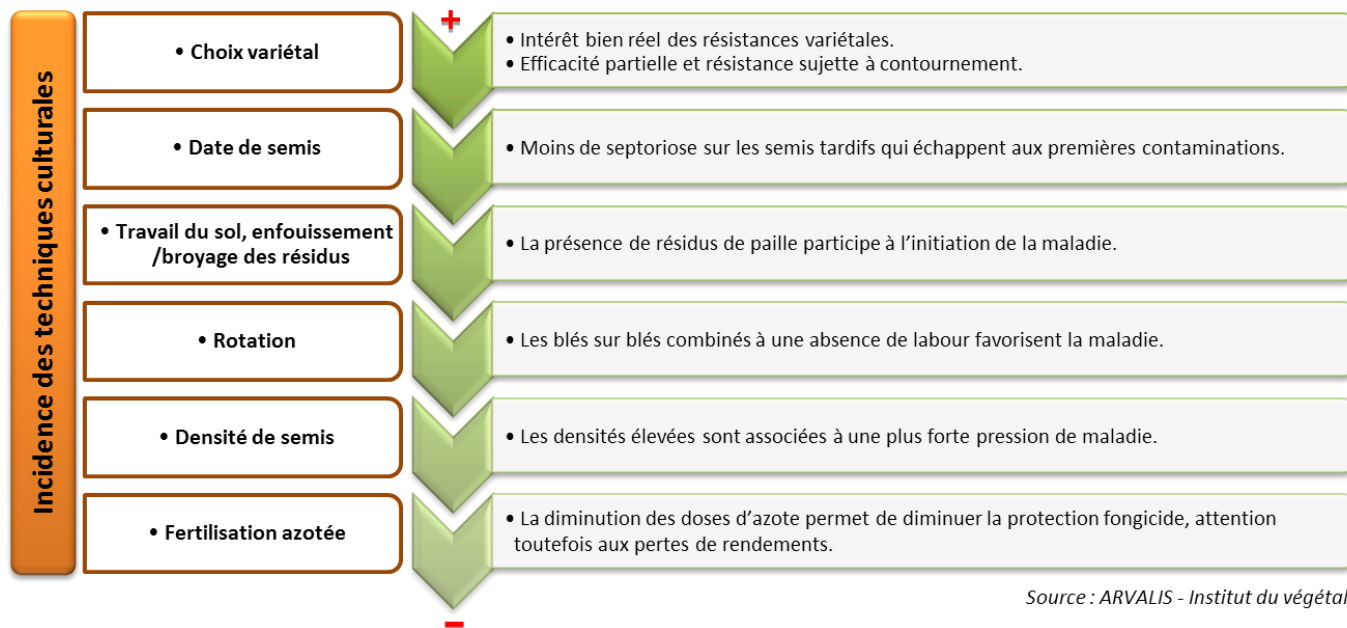 Incidence des techniques culturales
+
• Choix variétal
• Intérêt bien réel des résistances variétales.
• Efficacité partielle et résistance sujette à contournement.
• Date de semis
• Moins de septoriose sur les semis tardifs qui échappent aux premières contaminations.
• Travail du sol, enfouissement
/broyage des résidus
• La présence de résidus de paille participe à l’initiation de la maladie.
• Rotation
• Les blés sur blés combinés à une absence de labour favorisent la maladie.
• Densité de semis
• Les densités élevées sont associées à une plus forte pression de maladie.
• Fertilisation azotée
• La diminution des doses d’azote permet de diminuer la protection fongicide, attention
toutefois aux pertes de rendements.
–
Source : ARVALIS - Institut du végétal